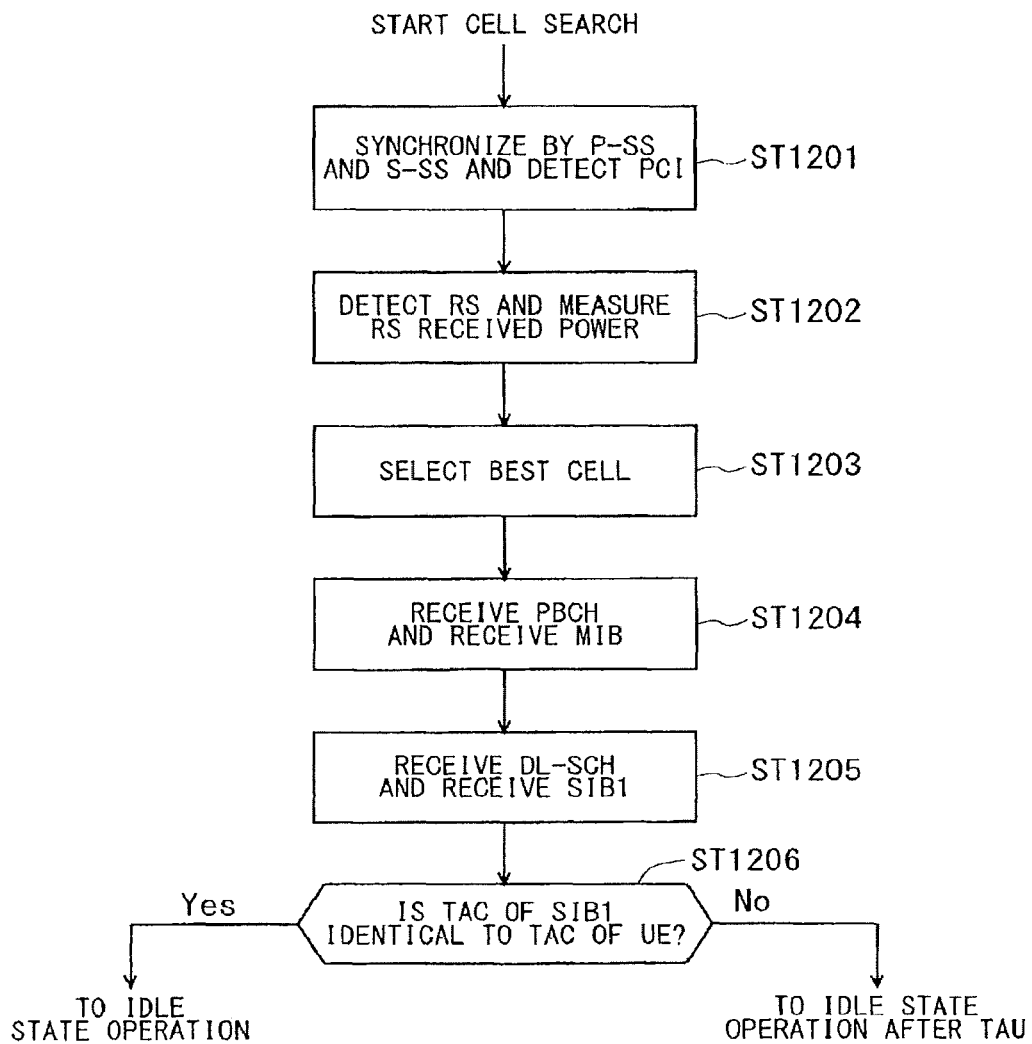 START CELL SEARCH
SYNCHRONIZE BY P-SS
AND S-SS AND DETECT PCI
ST1201
DETECT RS AND MEASURE
RS RECEIVED POWER
ST1202
SELECT BEST CELL
ST1203
RECEIVE PBCH
AND RECEIVE MIB
ST1204
RECEIVE DL-SCH
AND RECEIVE SIB1
ST1205
ST1206
Yes
IS TAC OF SIB1
IDENTICAL TO TAC OF UE?
No
TO IDLE
STATE OPERATION
TO IDLE STATE
OPERATION AFTER TAU